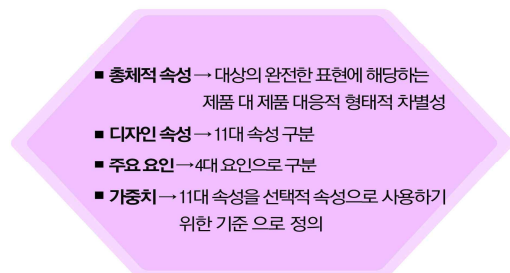 ■ 총체적 속성 → 대상의 완전한 표현에 해당하는
제품 대 제품 대응적 형태적 차별성
■ 디자인 속성 → 11대 속성 구분
■ 주요 요인 → 4대 요인으로 구분
■ 가중치 → 11대 속성을 선택적 속성으로 사용하기
위한 기준 으로 정의